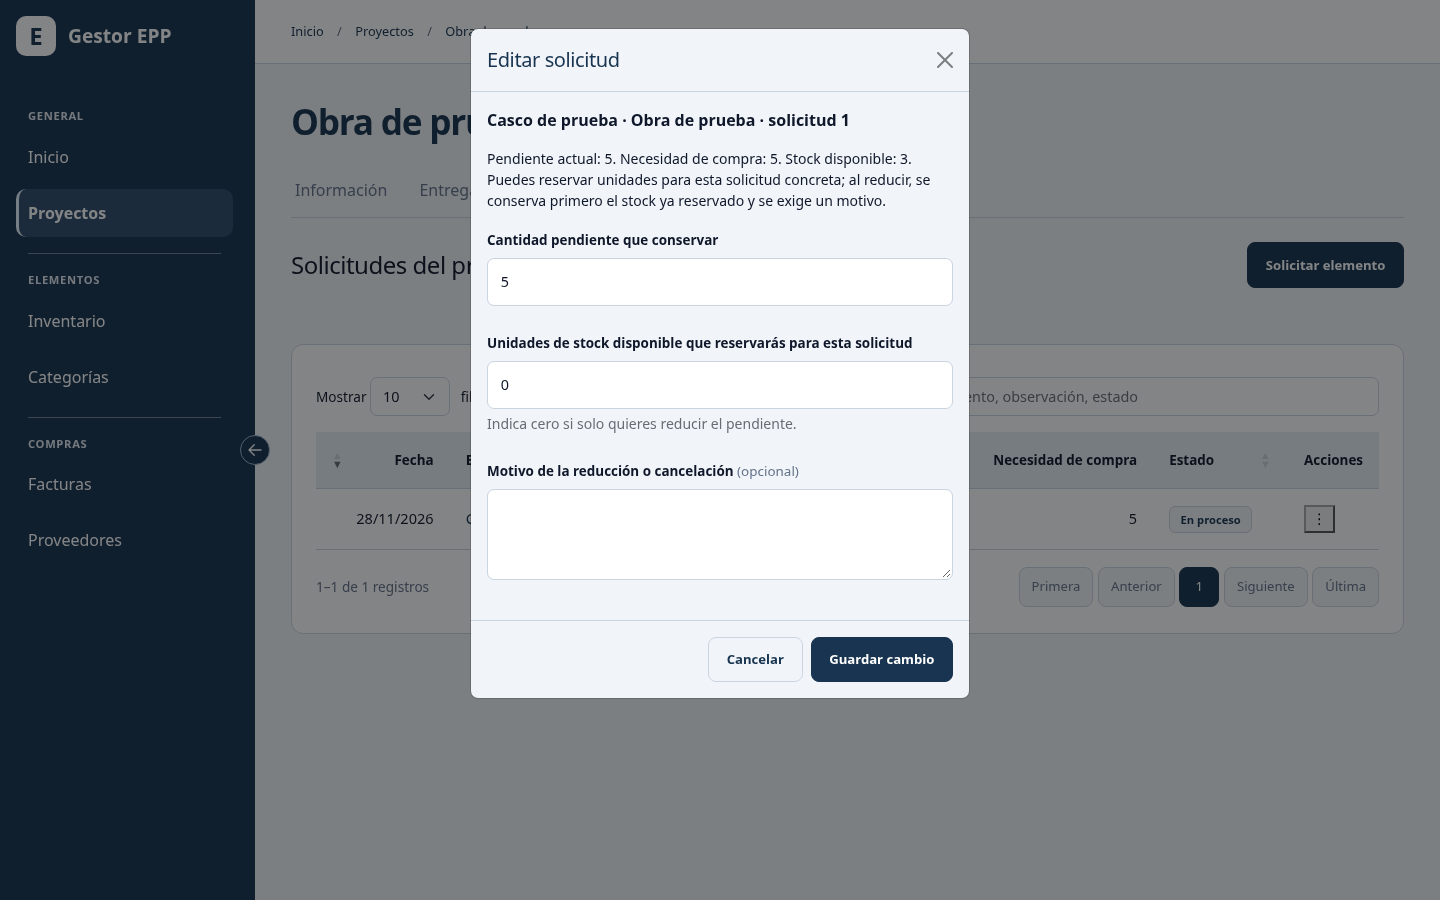 E Gestor EPP
GENERAL
Inicio
Proyectos
ELEMENTOS
Inventario
Categorías
COMPRAS
Facturas
Proveedores
Inicio / Proyectos /
Solicitar elemento
Mostrar 10
Fecha
Necesidad de compra
Estado
Acciones
28/11/2026
5
En proceso
1–1 de 1 registros
Primera
Anterior
1
Siguiente
Última
Información
Obra de
Solicitudes del
observación, estado
Editar solicitud
Casco de prueba · Obra de prueba · solicitud 1
Pendiente actual: 5. Necesidad de compra: 5. Stock disponible: 3.
Puedes reservar unidades para esta solicitud concreta; al reducir, se
conserva primero el stock ya reservado y se exige un motivo.
Cantidad pendiente que conservar
5
Unidades de stock disponible que reservarás para esta solicitud
0
Indica cero si solo quieres reducir el pendiente.
Motivo de la reducción o cancelación (opcional)
Cancelar
Guardar cambio